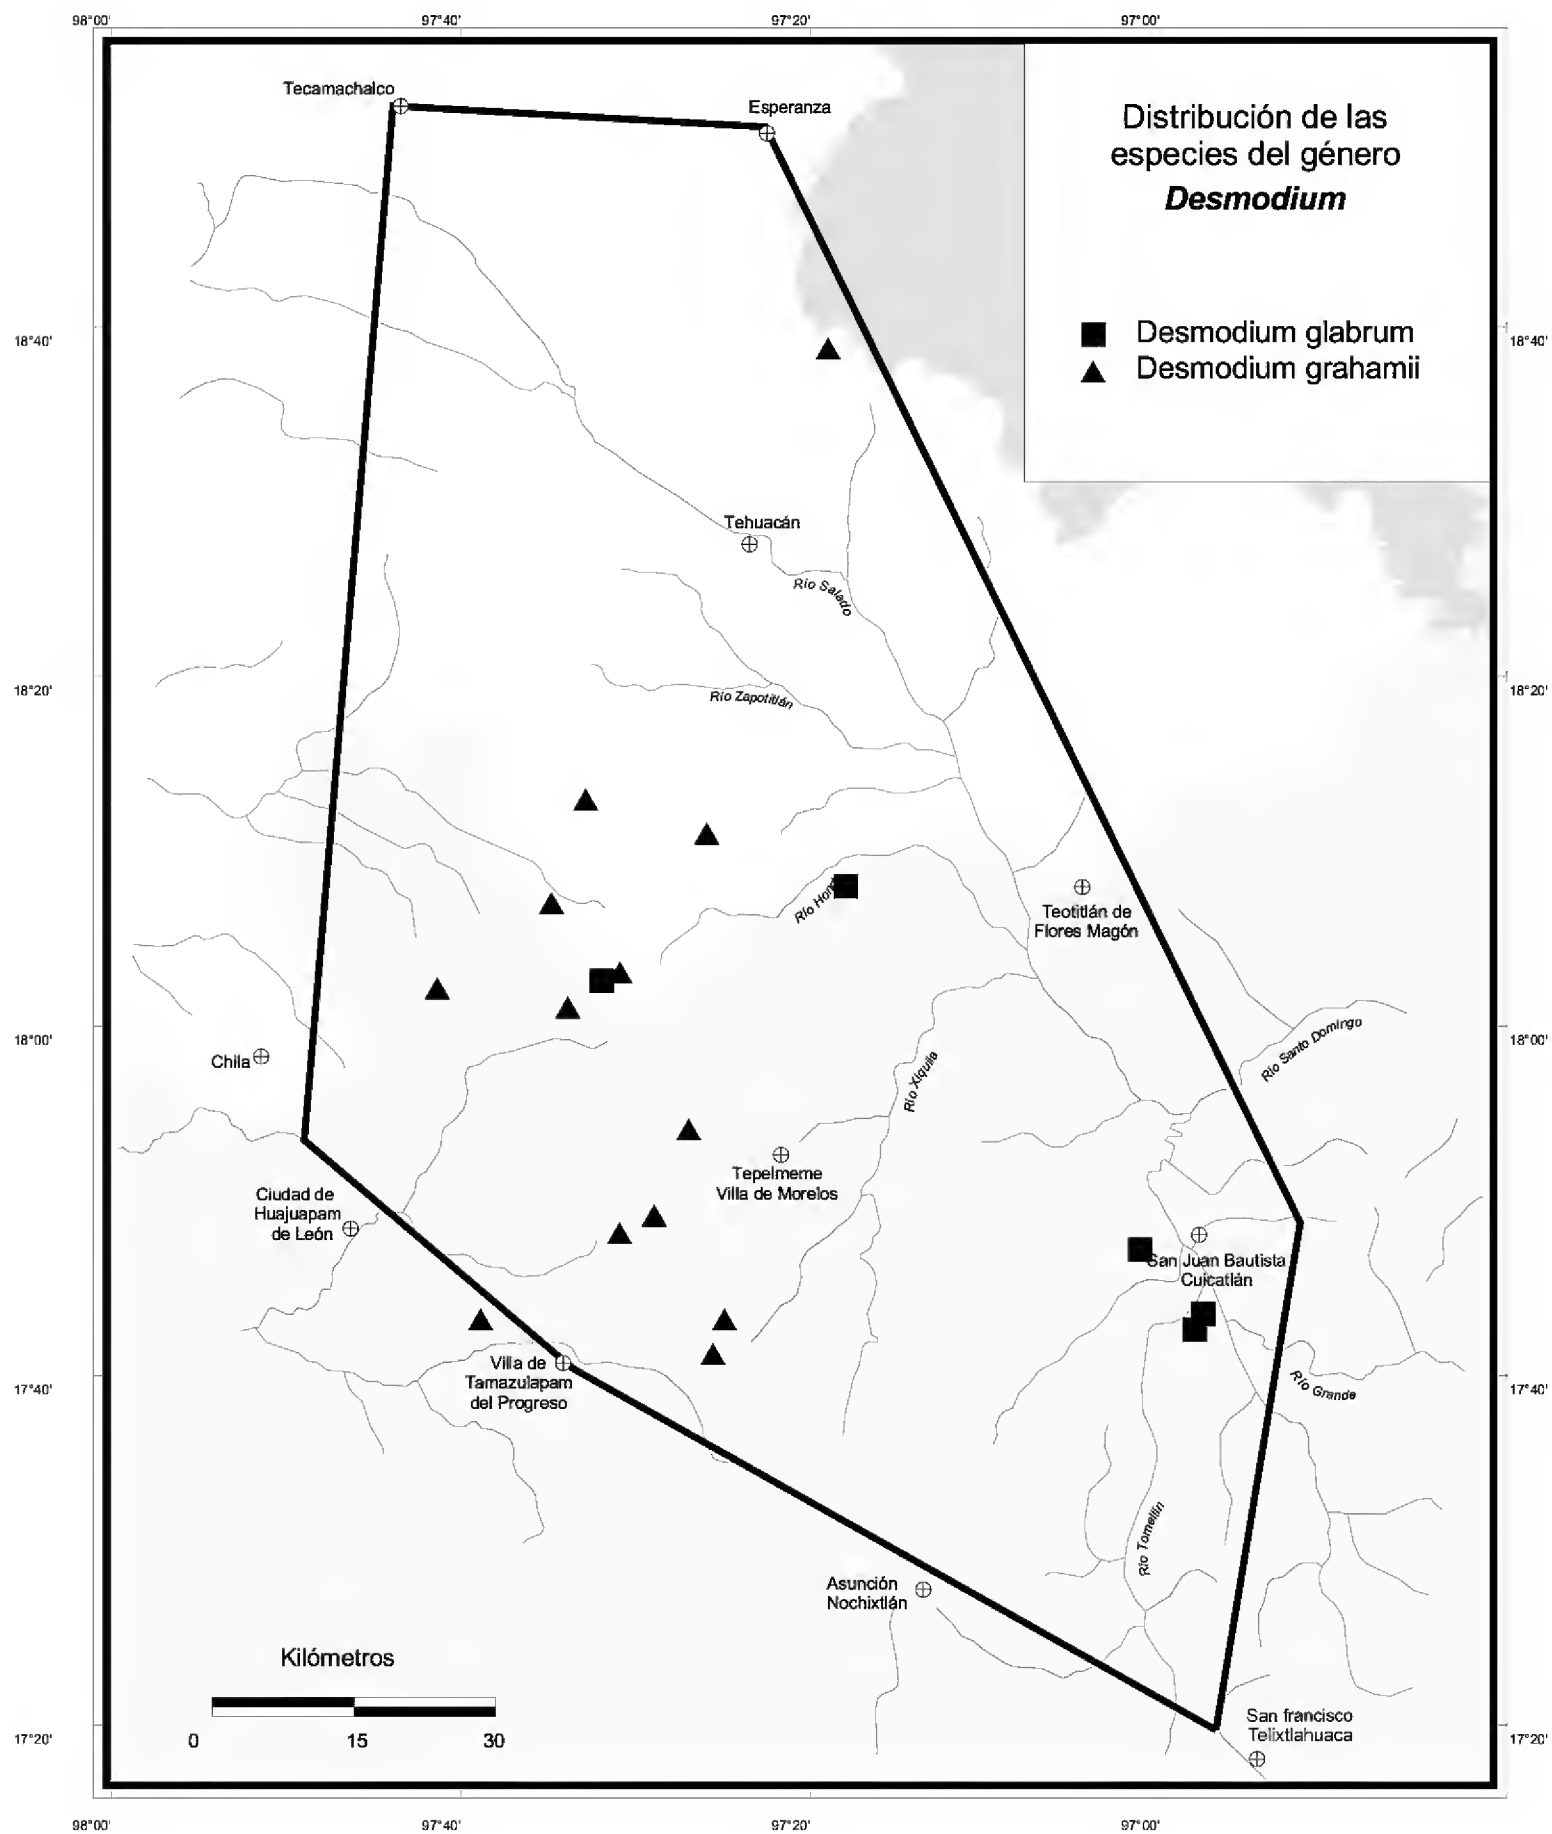 98°00'
97°40'
97°20'
97°00'
Tecamachalco
Esperanza
Distribución de las
especies del género
Desmodium
Desmodium glabrum
Desmodium grahamii
18°40'
18°40'
Tehuacán
Río Salado
18°20'
18°20'
Río Zapotitlán
Río Hond
Teotitlán de
Flores Magón
18°00'
18°00'
Chila
Río Santo Domingo
Río Xiquila
Tepelmeme
Villa de Morelos
Ciudad de
Huajuapam
de León
San Juan Bautista
Cuicatlán
Villa de
Tamazulapam
del Progreso
17°40'
17°40'
Río Grande
Río Tomellín
Asunción
Nochixtlán
Kilómetros
0 15 30
San francisco
Telixtlahuaca
17°20'
17°20'
98°00'
97°40'
97°20'
97°00'